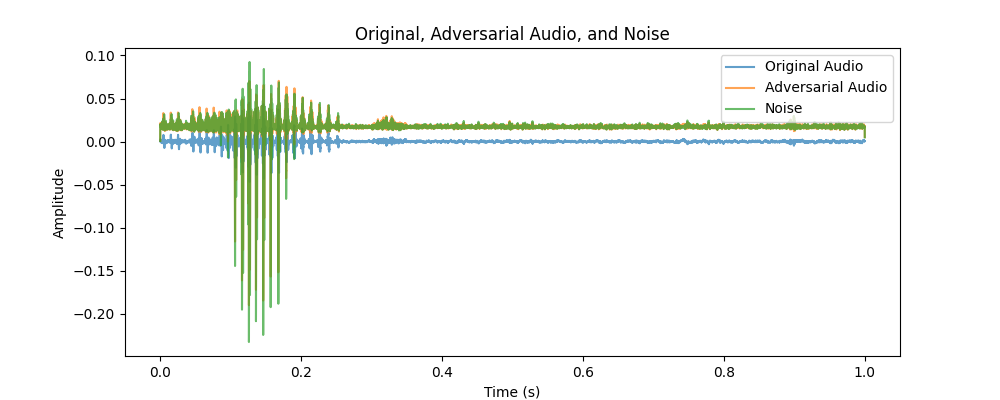 Original, Adversarial Audio, and Noise
Original Audio
Adversarial Audio
Noise
0.10
0.05
0.00
−0.05
−0.10
−0.15
−0.20
Amplitude
0.0
0.2
0.4
0.6
0.8
1.0
Time (s)